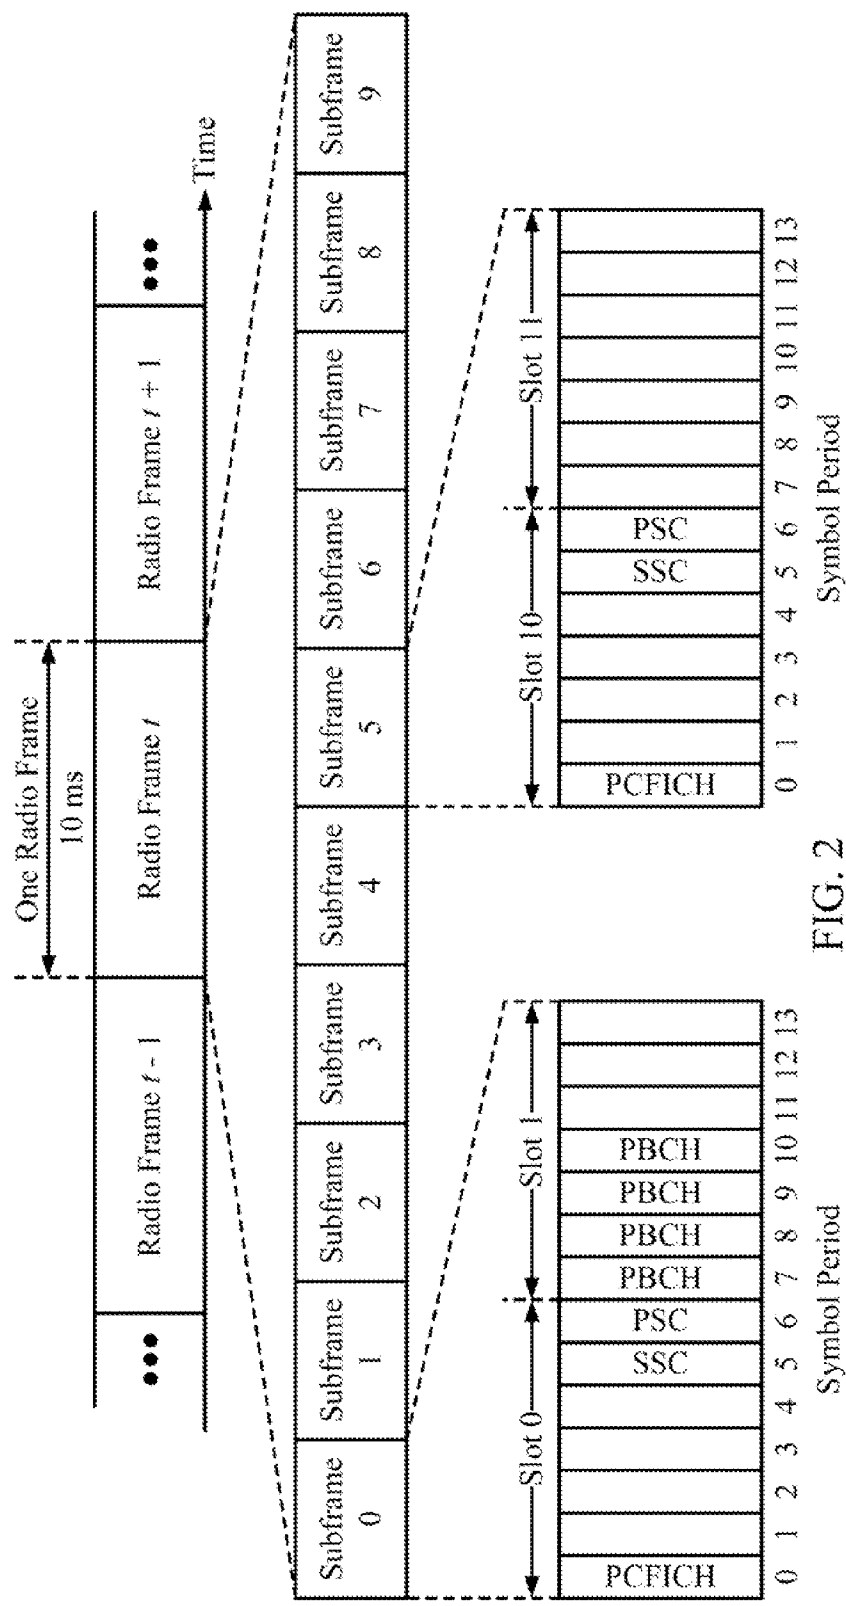 One Radio Frame
10 ms
Radio Frame t - 1
Radio Frame t
Radio Frame t + 1
Time
Subframe
0
Subframe
1
Subframe
2
Subframe
3
Subframe
4
Subframe
5
Subframe
6
Subframe
7
Subframe
8
Subframe
9
Slot 0
Slot 1
PCFICH
SSC
PSC
PBCH
PBCH
PBCH
PBCH
0 1 2 3 4 5 6 7 8 9 10 11 12 13
Symbol Period
Slot 10
Slot 11
PCFICH
SSC
PSC
0 1 2 3 4 5 6 7 8 9 10 11 12 13
Symbol Period
FIG. 2